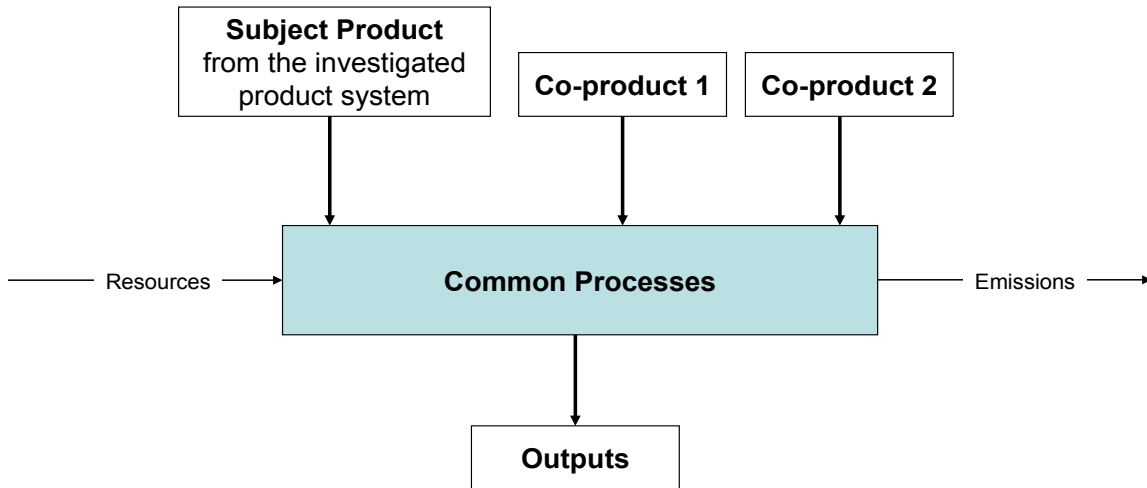 Subject Product
from the investigated
product system
Co-product 1
Co-product 2
Resources
Common Processes
Emissions
Outputs